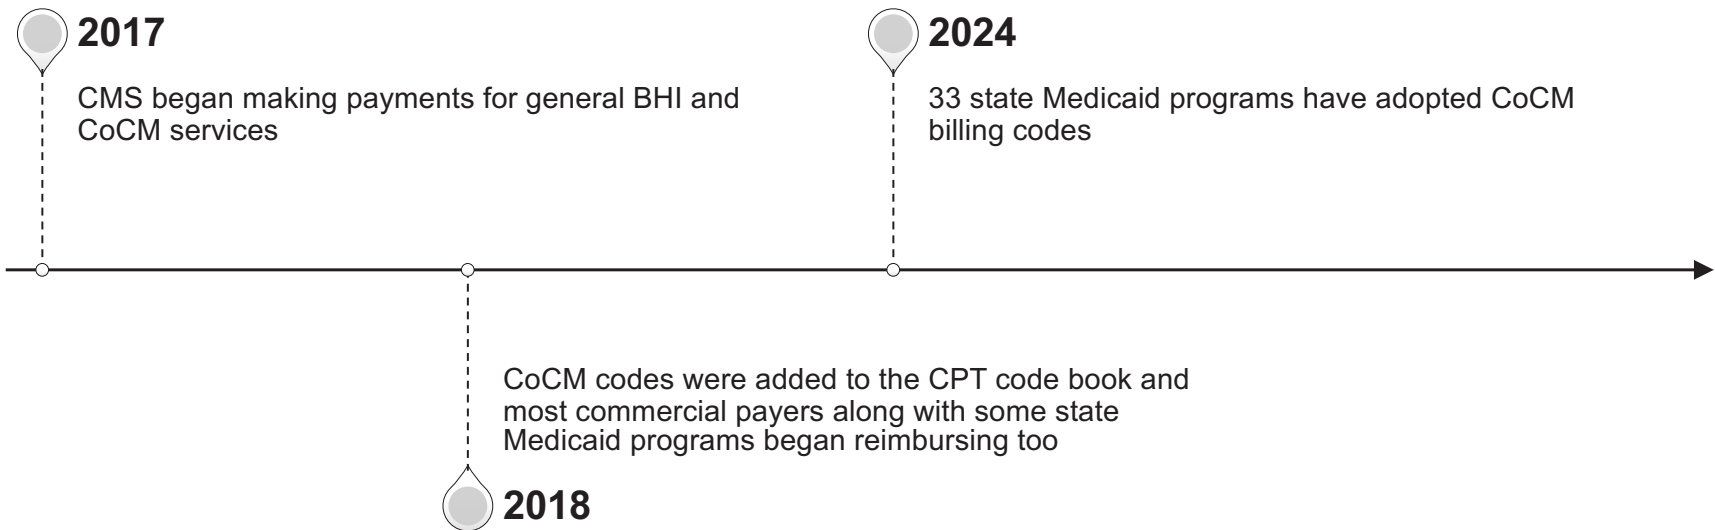 2017
CMS began making payments for general BHI and
CoCM services
2024
33 state Medicaid programs have adopted CoCM
billing codes
CoCM codes were added to the CPT code book and
most commercial payers along with some state
Medicaid programs began reimbursing too
2018